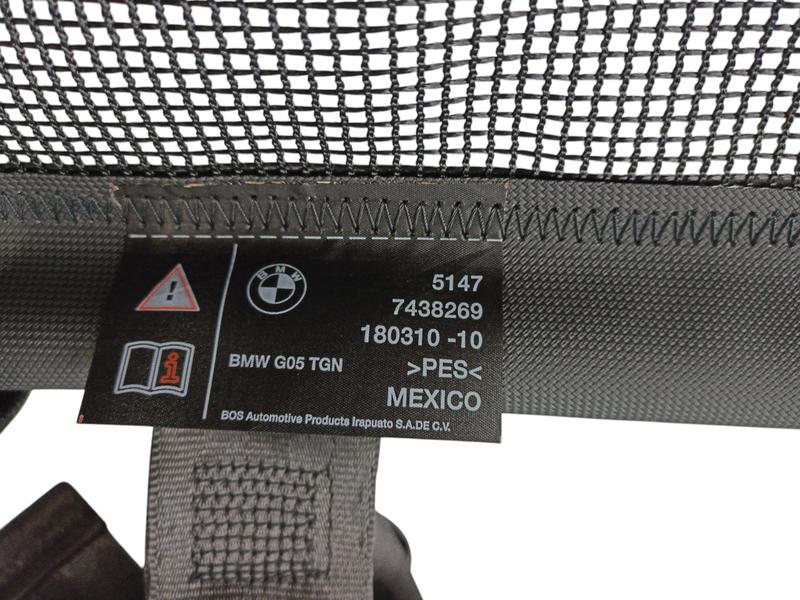 BMW
5147
7438269
180310 -10
BMW G05 TGN >PES<
MEXICO
BOS Automotive Products Irapuato S.A.DE C.V.